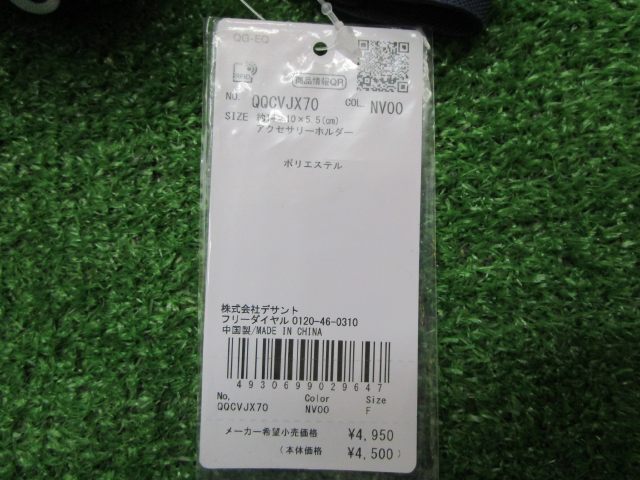 QG-EQ
商品情報QR
No. QQCVJX70 COL. NV00
SIZE 10×5.5(cm)
アクセサリーホルダー
ポリエステル
株式会社デサント
フリーダイヤル 0120-46-0310
中国製/MADE IN CHINA
4930699029647
No, Color Size
QQCVJX70 NV00 F
メーカー希望小売価格 ¥4,950
(本体価格 ¥4,500)